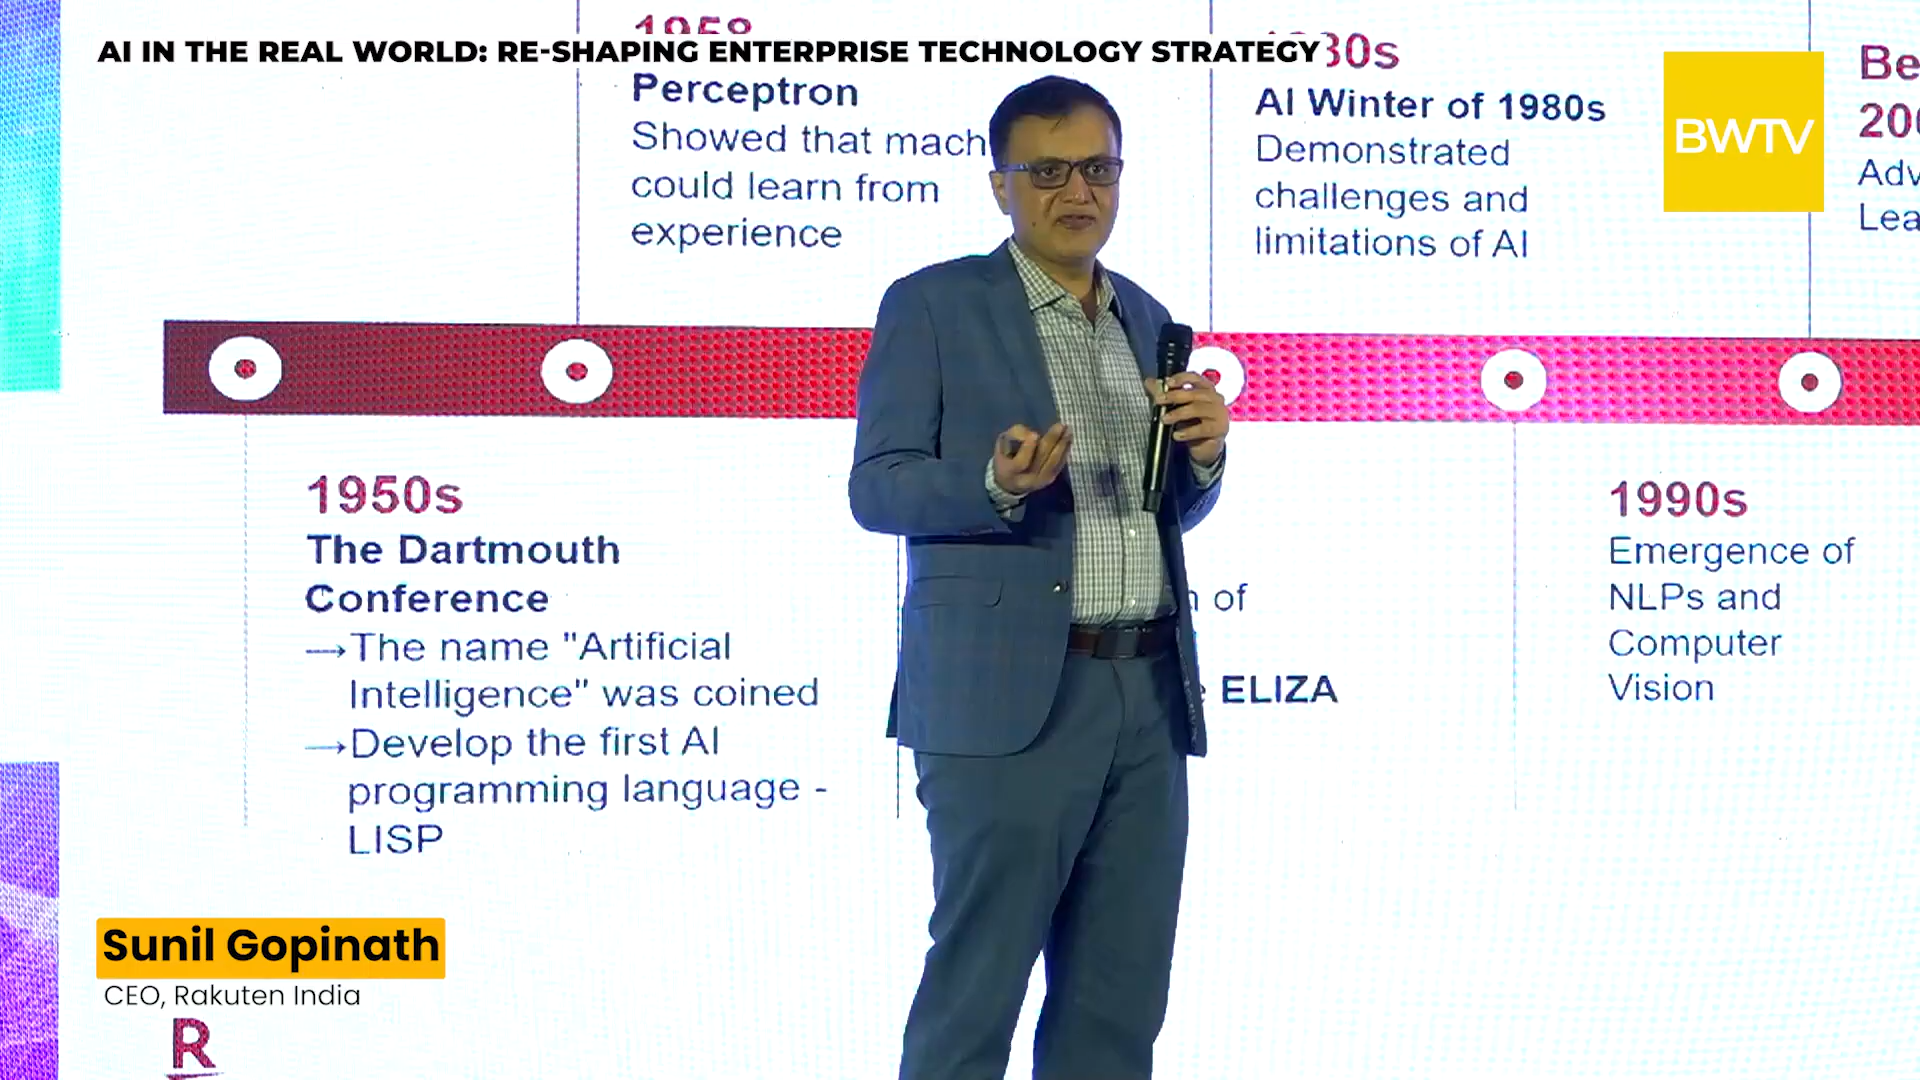 AI IN THE REAL WORLD: RE-SHAPING ENTERPRISE TECHNOLOGY STRATEGY
BWTV
1958
Perceptron
Showed that
could learn from
experience
AI Winter of 1980s
Demonstrated
challenges and
limitations of AI
1950s
The Dartmouth
Conference
→The name "Artificial
Intelligence" was coined
→Develop the first AI
programming language -
LISP
of
ELIZA
1990s
Emergence of
NLPs and
Computer
Vision
Sunil Gopinath
CEO, Rakuten India
R